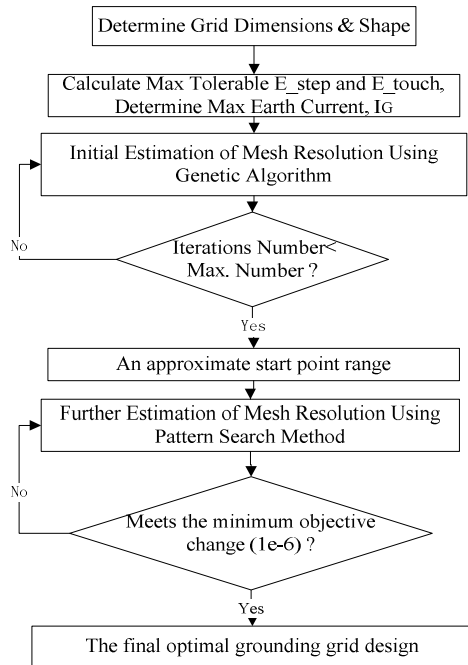 Determine Grid Dimensions & Shape
Calculate Max Tolerable E_step and E_touch,
Determine Max Earth Current, IG
Initial Estimation of Mesh Resolution Using
Genetic Algorithm
No
Iterations Number<
Max. Number ?
Yes
An approximate start point range
Further Estimation of Mesh Resolution Using
Pattern Search Method
No
Meets the minimum objective
change (1e-6) ?
Yes
The final optimal grounding grid design